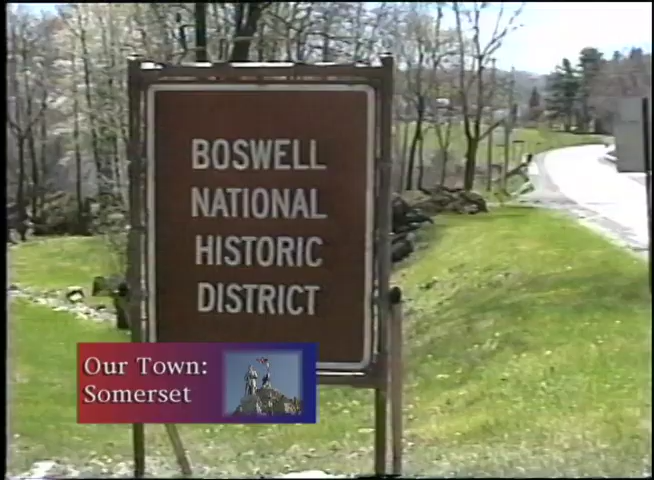 BOSWELL
NATIONAL
HISTORIC
DISTRICT
Our Town:
Somerset